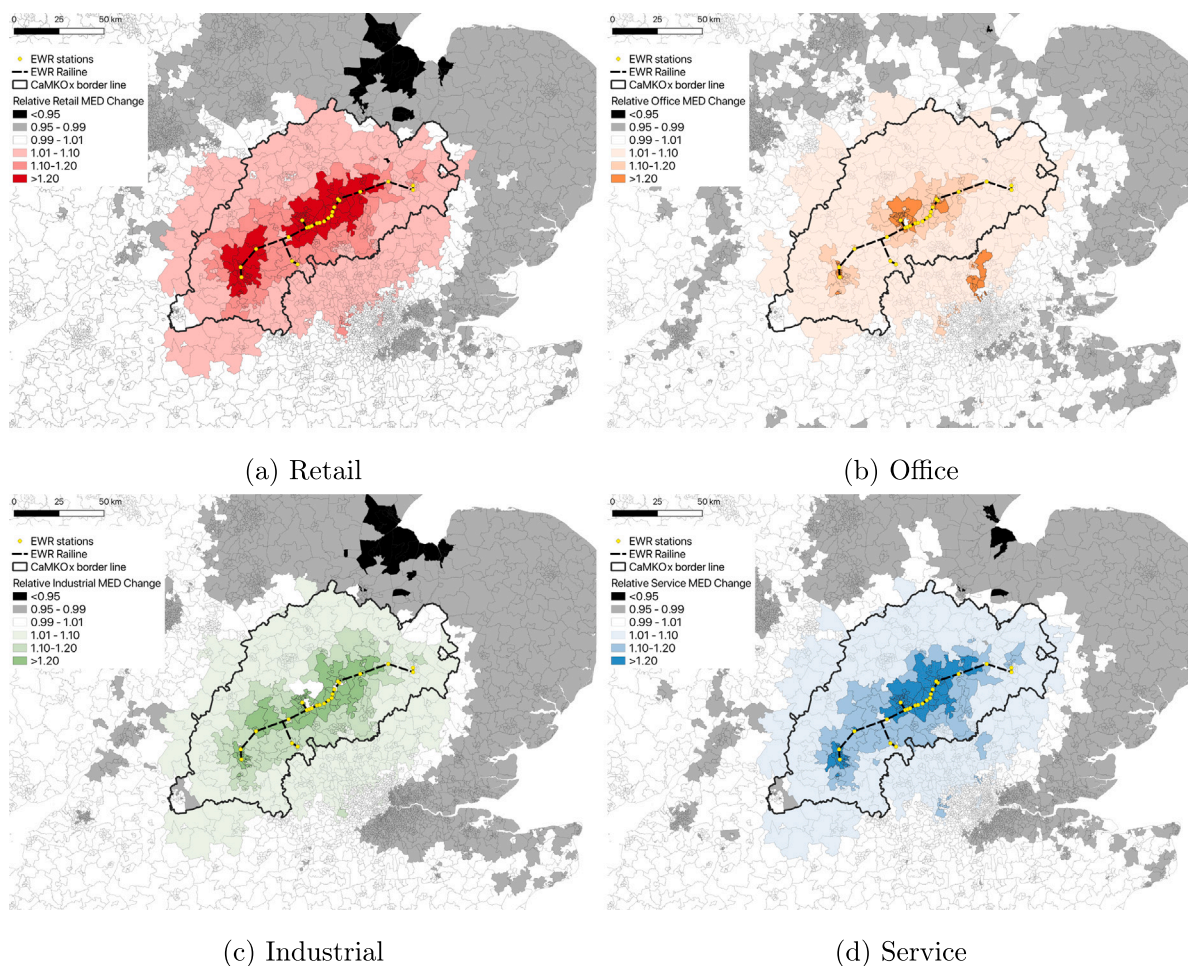 0 25 50 km
EWR stations
EWR Railine
CaMKOx border line
Relative Retail MED Change
<0.95
0.95 - 0.99
0.99 - 1.01
1.01 - 1.10
1.10-1.20
>1.20
(a) Retail
0 25 50 km
EWR stations
EWR Railine
CaMKOx border line
Relative Office MED Change
<0.95
0.95 - 0.99
0.99 - 1.01
1.01 - 1.10
1.10-1.20
>1.20
(b) Office
0 25 50 km
EWR stations
EWR Railine
CaMKOx border line
Relative Industrial MED Change
<0.95
0.95 - 0.99
0.99 - 1.01
1.01 - 1.10
1.10-1.20
>1.20
(c) Industrial
0 25 50 km
EWR stations
EWR Railine
CaMKOx border line
Relative Service MED Change
<0.95
0.95 - 0.99
0.99 - 1.01
1.01 - 1.10
1.10-1.20
>1.20
(d) Service